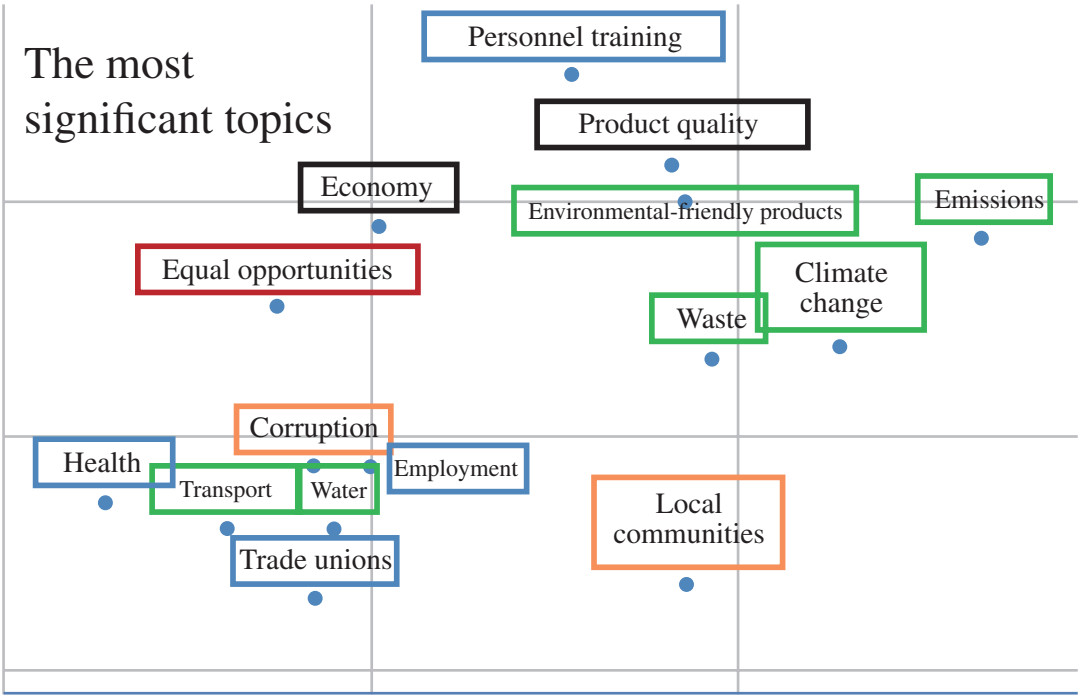 The most
significant topics
Personnel training
Product quality
Economy
Environmental-friendly products
Emissions
Equal opportunities
Climate
change
Waste
Corruption
Health
Employment
Transport
Water
Local
communities
Trade unions